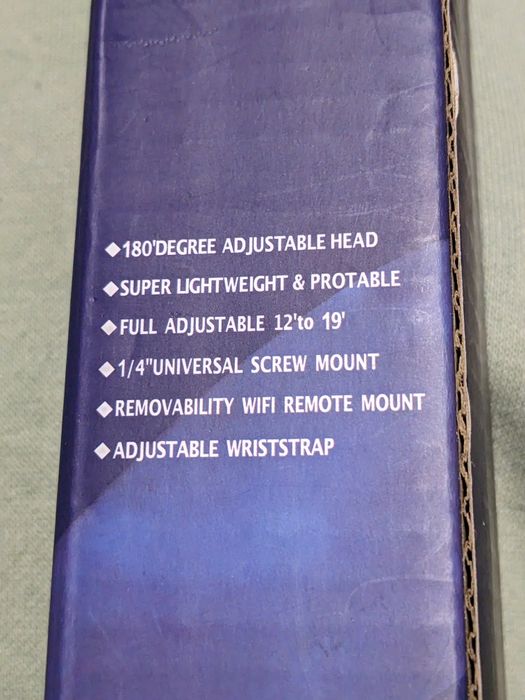 ◆180'DEGREE ADJUSTABLE HEAD
◆SUPER LIGHTWEIGHT & PROTABLE
◆FULL ADJUSTABLE 12'to 19'
◆1/4"UNIVERSAL SCREW MOUNT
◆REMOVABILITY WIFI REMOTE MOUNT
◆ADJUSTABLE WRISTSTRAP